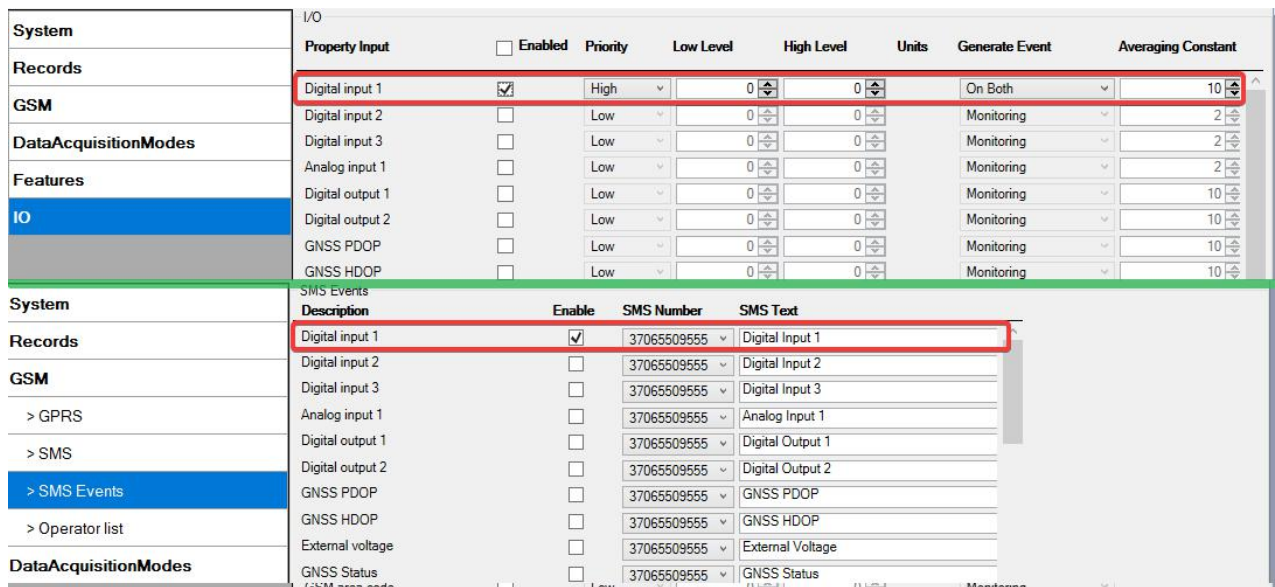 I/O
System
Records
GSM
DataAcquisitionModes
Features
IO
Property Input Enabled Priority Low Level High Level Units Generate Event Averaging Constant
Digital input 1 High 0 0 On Both 10
Digital input 2 Low 0 0 Monitoring 2
Digital input 3 Low 0 0 Monitoring 2
Analog input 1 Low 0 0 Monitoring 2
Digital output 1 Low 0 0 Monitoring 10
Digital output 2 Low 0 0 Monitoring 10
GNSS PDOP Low 0 0 Monitoring 10
GNSS HDOP Low 0 0 Monitoring 10
System
Records
GSM
> GPRS
> SMS
> SMS Events
> Operator list
DataAcquisitionModes
SMS Events
Description Enable SMS Number SMS Text
Digital input 1 37065509555 Digital Input 1
Digital input 2 37065509555 Digital Input 2
Digital input 3 37065509555 Digital Input 3
Analog input 1 37065509555 Analog Input 1
Digital output 1 37065509555 Digital Output 1
Digital output 2 37065509555 Digital Output 2
GNSS PDOP 37065509555 GNSS PDOP
GNSS HDOP 37065509555 GNSS HDOP
External voltage 37065509555 External Voltage
GNSS Status 37065509555 GNSS Status